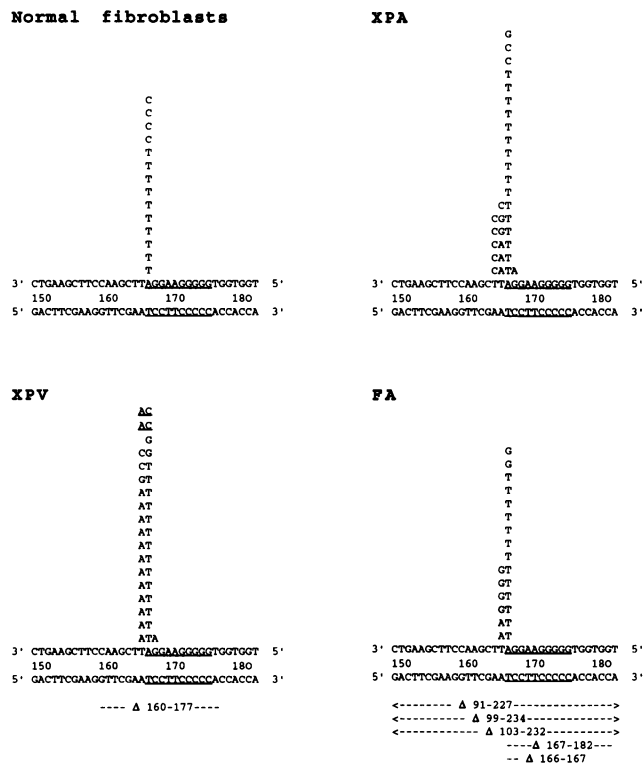 Normal fibroblasts
C
C
C
C
T
T
T
T
T
T
T
T
T
T
3' CTGAAGCTTCCAAGCTTAGGAAGGGGGTGGTGGT 5'
150 160 170 180
5' GACTTCGAAGGTTCGAATCCTTCCCCCACCACCA 3'
XPA
G
C
C
T
T
T
T
T
T
T
T
T
T
CT
CGT
CGT
CAT
CAT
CATA
3' CTGAAGCTTCCAAGCTTAGGAAGGGGGTGGTGGT 5'
150 160 170 180
5' GACTTCGAAGGTTCGAATCCTTCCCCCACCACCA 3'
XPV
AC
AC
G
CG
CT
GT
AT
AT
AT
AT
AT
AT
AT
AT
AT
AT
AT
ATA
3' CTGAAGCTTCCAAGCTTAGGAAGGGGGTGGTGGT 5'
150 160 170 180
5' GACTTCGAAGGTTCGAATCCTTCCCCCACCACCA 3'
---- Δ 160-177 ----
FA
G
G
T
T
T
T
T
T
T
GT
GT
GT
GT
AT
AT
3' CTGAAGCTTCCAAGCTTAGGAAGGGGGTGGTGGT 5'
150 160 170 180
5' GACTTCGAAGGTTCGAATCCTTCCCCCACCACCA 3'
<-------- Δ 91-227 ------------->
<---------- Δ 99-234 ------------>
<----------- Δ 103-232 ---------->
---- Δ 167-182 ---
-- Δ 166-167